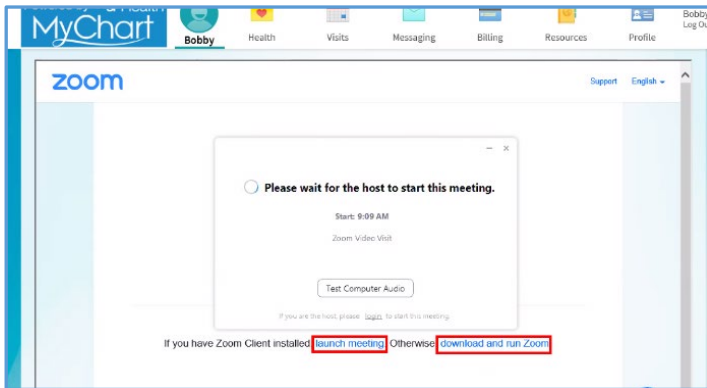 MyChart
Bobby
Health
Visits
Messaging
Billing
Resources
Profile
Bobby
Log Ou
zoom
Support
English
Please wait for the host to start this meeting.
Start: 9:09 AM
Zoom Video Visit
Test Computer Audio
If you are the host, please login to start this meeting.
If you have Zoom Client installed, launch meeting. Otherwise, download and run Zoom.